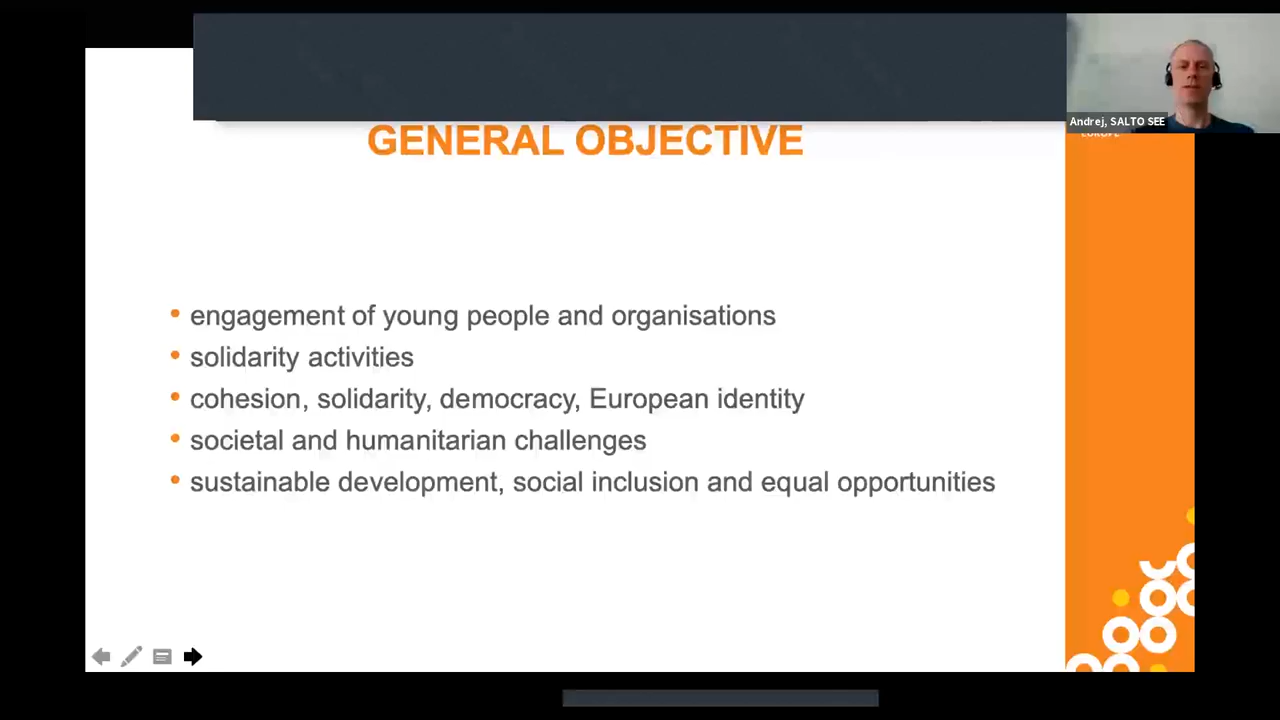 GENERAL OBJECTIVE
Andrej, SALTO SEE
EUROPE
• engagement of young people and organisations
• solidarity activities
• cohesion, solidarity, democracy, European identity
• societal and humanitarian challenges
• sustainable development, social inclusion and equal opportunities